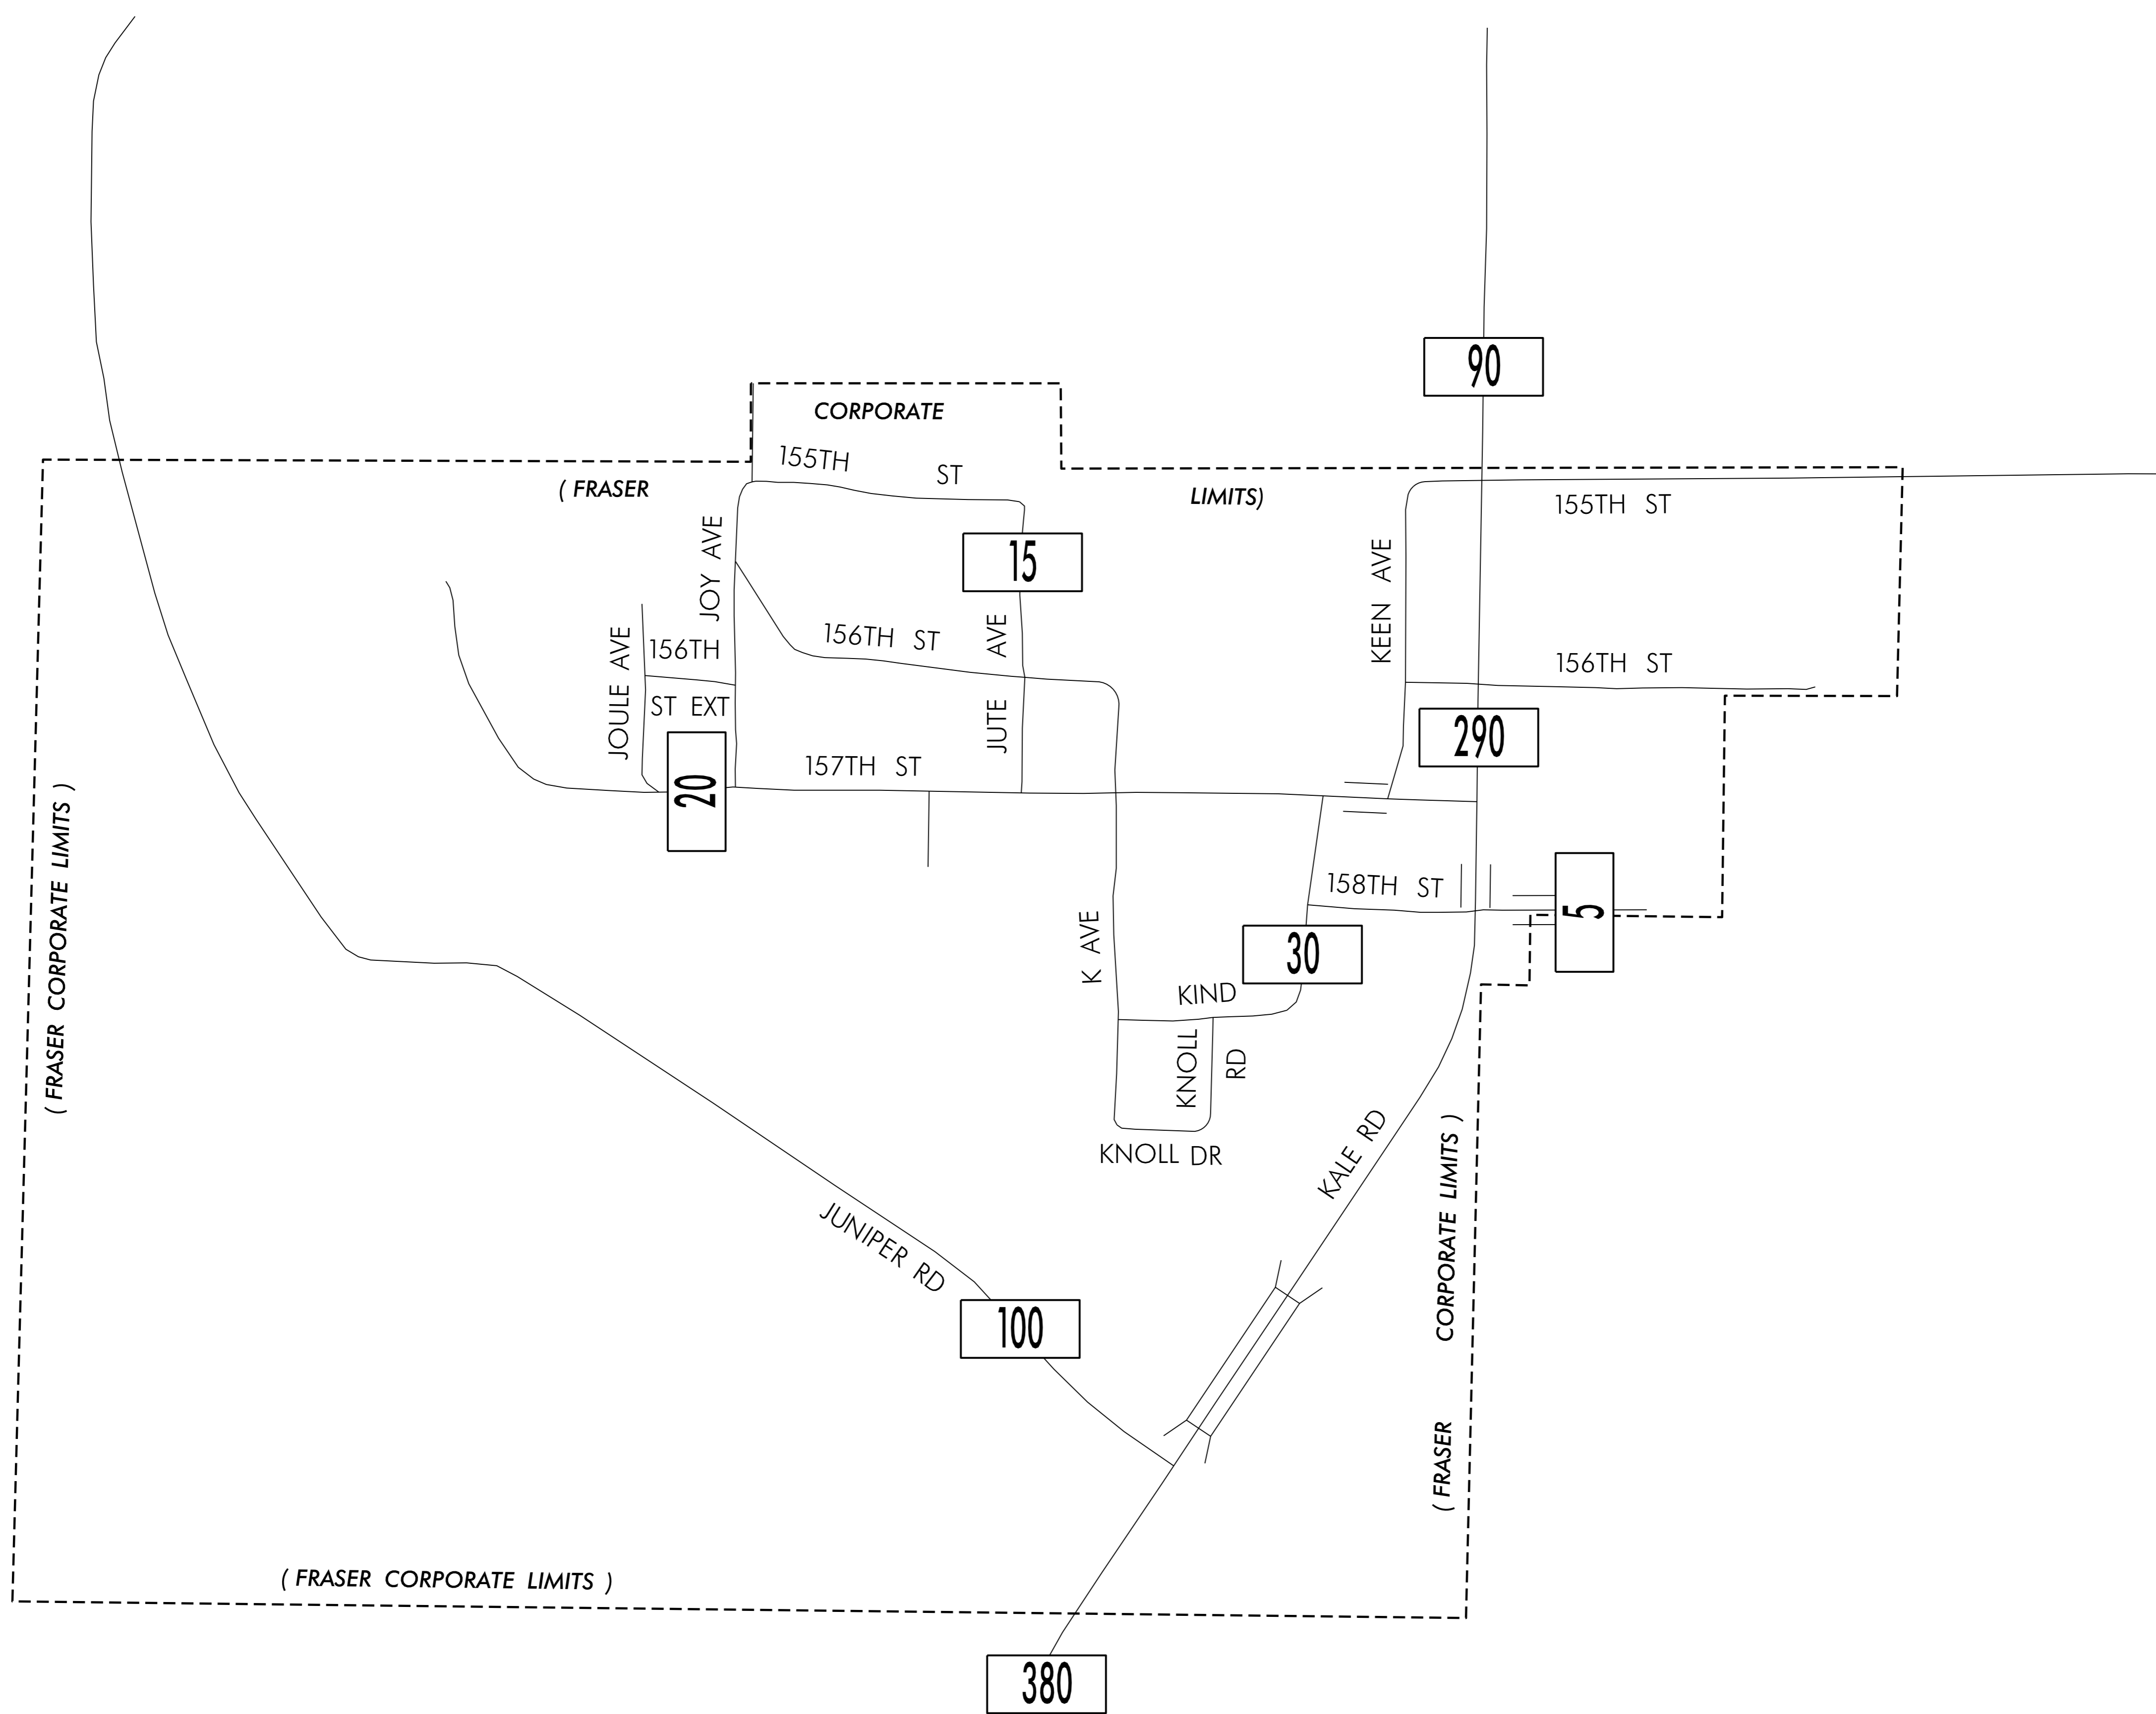 90
CORPORATE
155TH ST
( FRASER
LIMITS)
155TH ST
JOY AVE
15
KEEN AVE
JOULE AVE
156TH
ST EXT
156TH ST
JUTE AVE
156TH ST
290
20
157TH ST
( FRASER CORPORATE LIMITS )
158TH ST
5
K AVE
30
KIND
KNOLL RD
KNOLL DR
KALE RD
( FRASER CORPORATE LIMITS )
JUNIPER RD
100
( FRASER CORPORATE LIMITS )
380